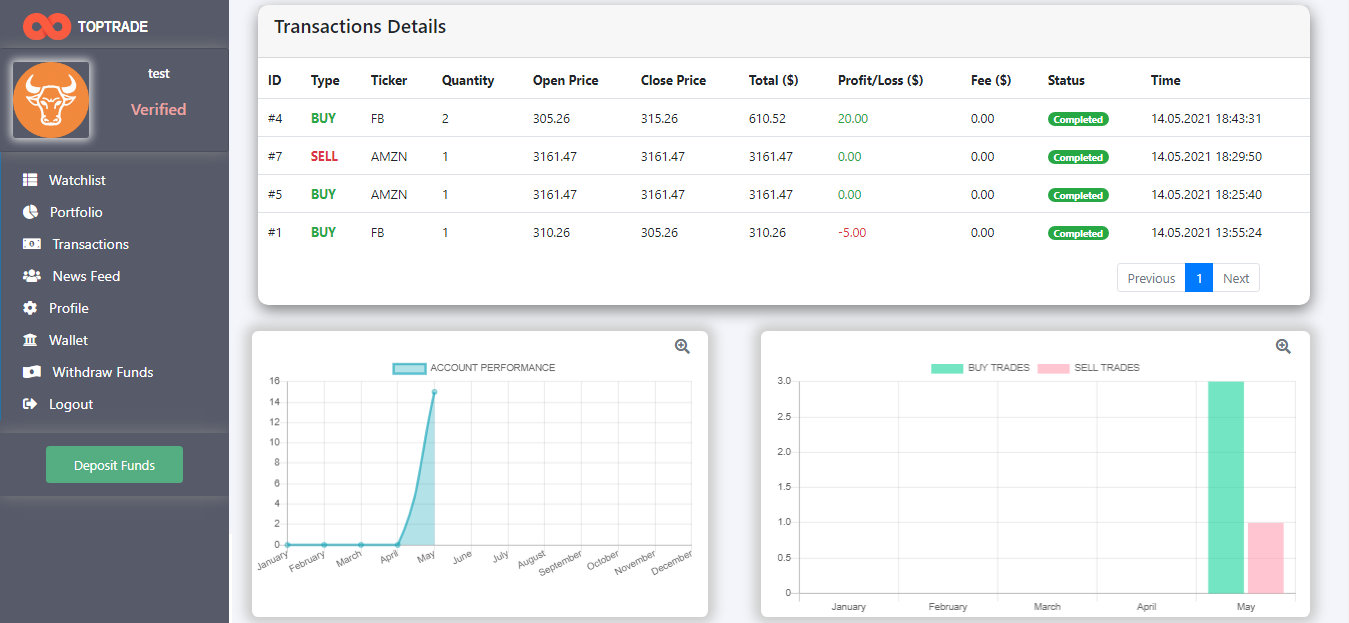 TOPTRADE
test
Verified
Watchlist
Portfolio
Transactions
News Feed
Profile
Wallet
Withdraw Funds
Logout
Deposit Funds
Transactions Details
ID Type Ticker Quantity Open Price Close Price Total ($) Profit/Loss ($) Fee ($) Status Time
#4 BUY FB 2 305.26 315.26 610.52 20.00 0.00 Completed 14.05.2021 18:43:31
#7 SELL AMZN 1 3161.47 3161.47 3161.47 0.00 0.00 Completed 14.05.2021 18:29:50
#5 BUY AMZN 1 3161.47 3161.47 3161.47 0.00 0.00 Completed 14.05.2021 18:25:40
#1 BUY FB 1 310.26 305.26 310.26 -5.00 0.00 Completed 14.05.2021 13:55:24
Previous 1 Next
ACCOUNT PERFORMANCE
16
14
12
10
8
6
4
2
0
January February March April May June July August September October November December
BUY TRADES SELL TRADES
3.0
2.5
2.0
1.5
1.0
0.5
0
January February March April May